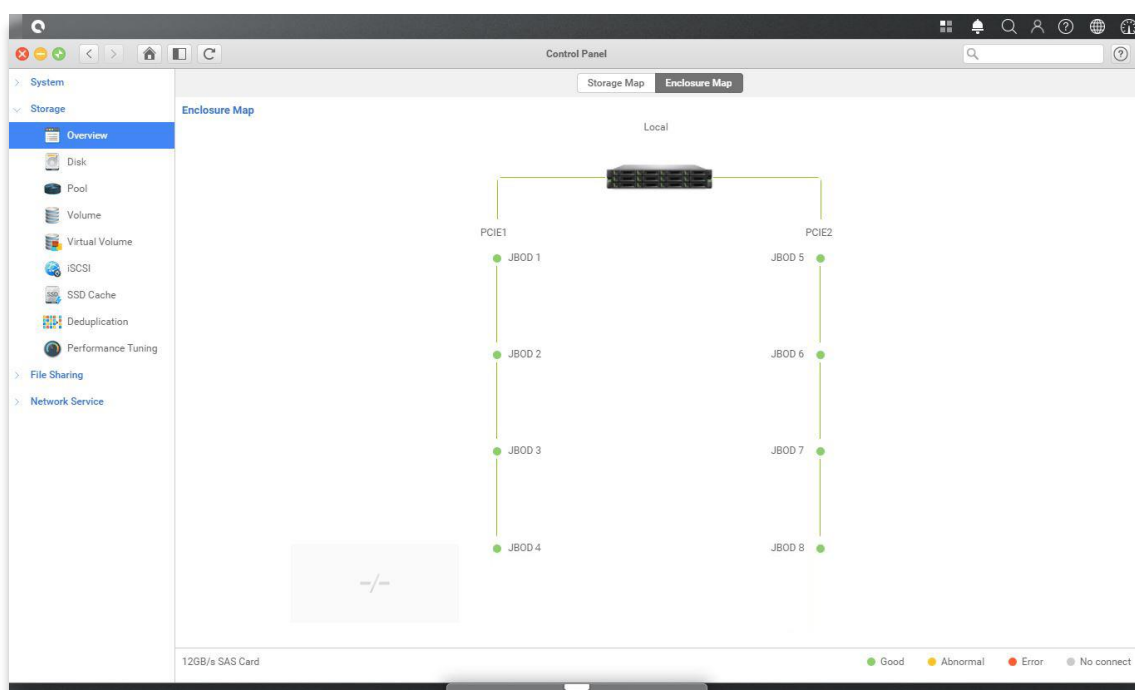 Control Panel
System
Storage
Overview
Disk
Pool
Volume
Virtual Volume
iSCSI
SSD Cache
Deduplication
Performance Tuning
File Sharing
Network Service
Storage Map Enclosure Map
Enclosure Map
Local
PCIE1 PCIE2
JBOD 1 JBOD 5
JBOD 2 JBOD 6
JBOD 3 JBOD 7
JBOD 4 JBOD 8
-/-
12GB/s SAS Card Good Abnormal Error No connect